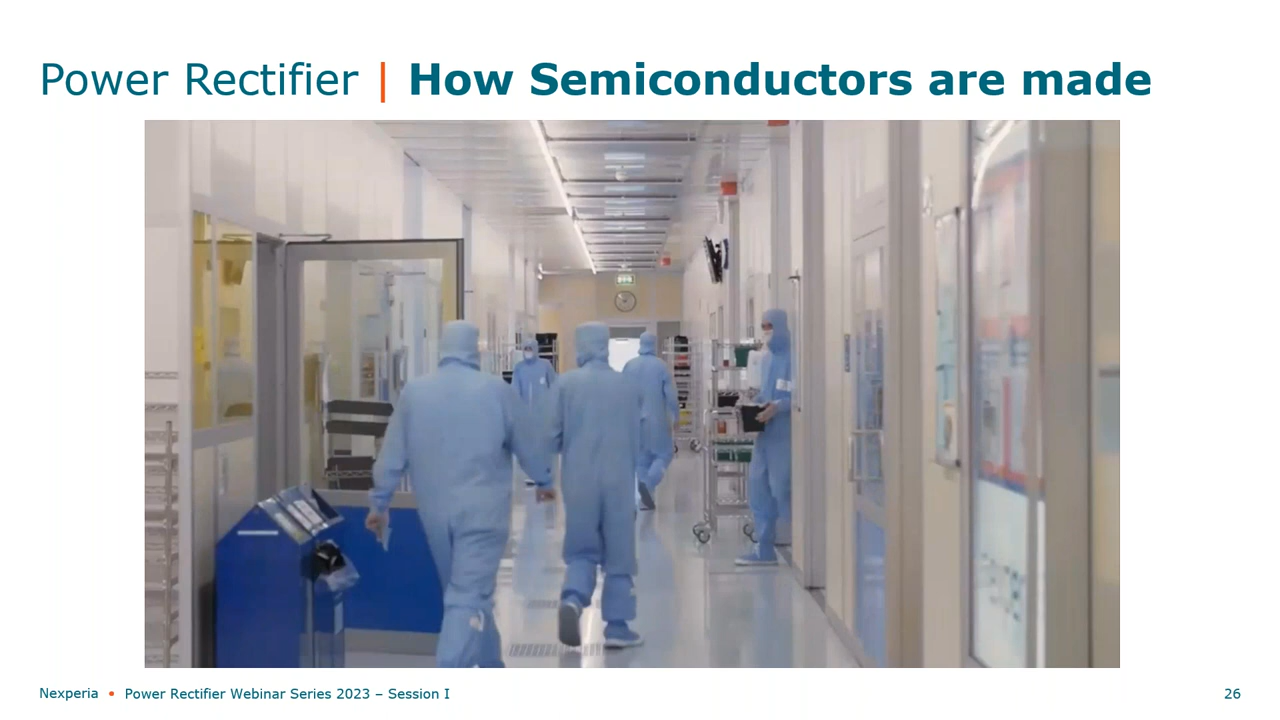 Power Rectifier | How Semiconductors are made
Nexperia • Power Rectifier Webinar Series 2023 – Session I
26